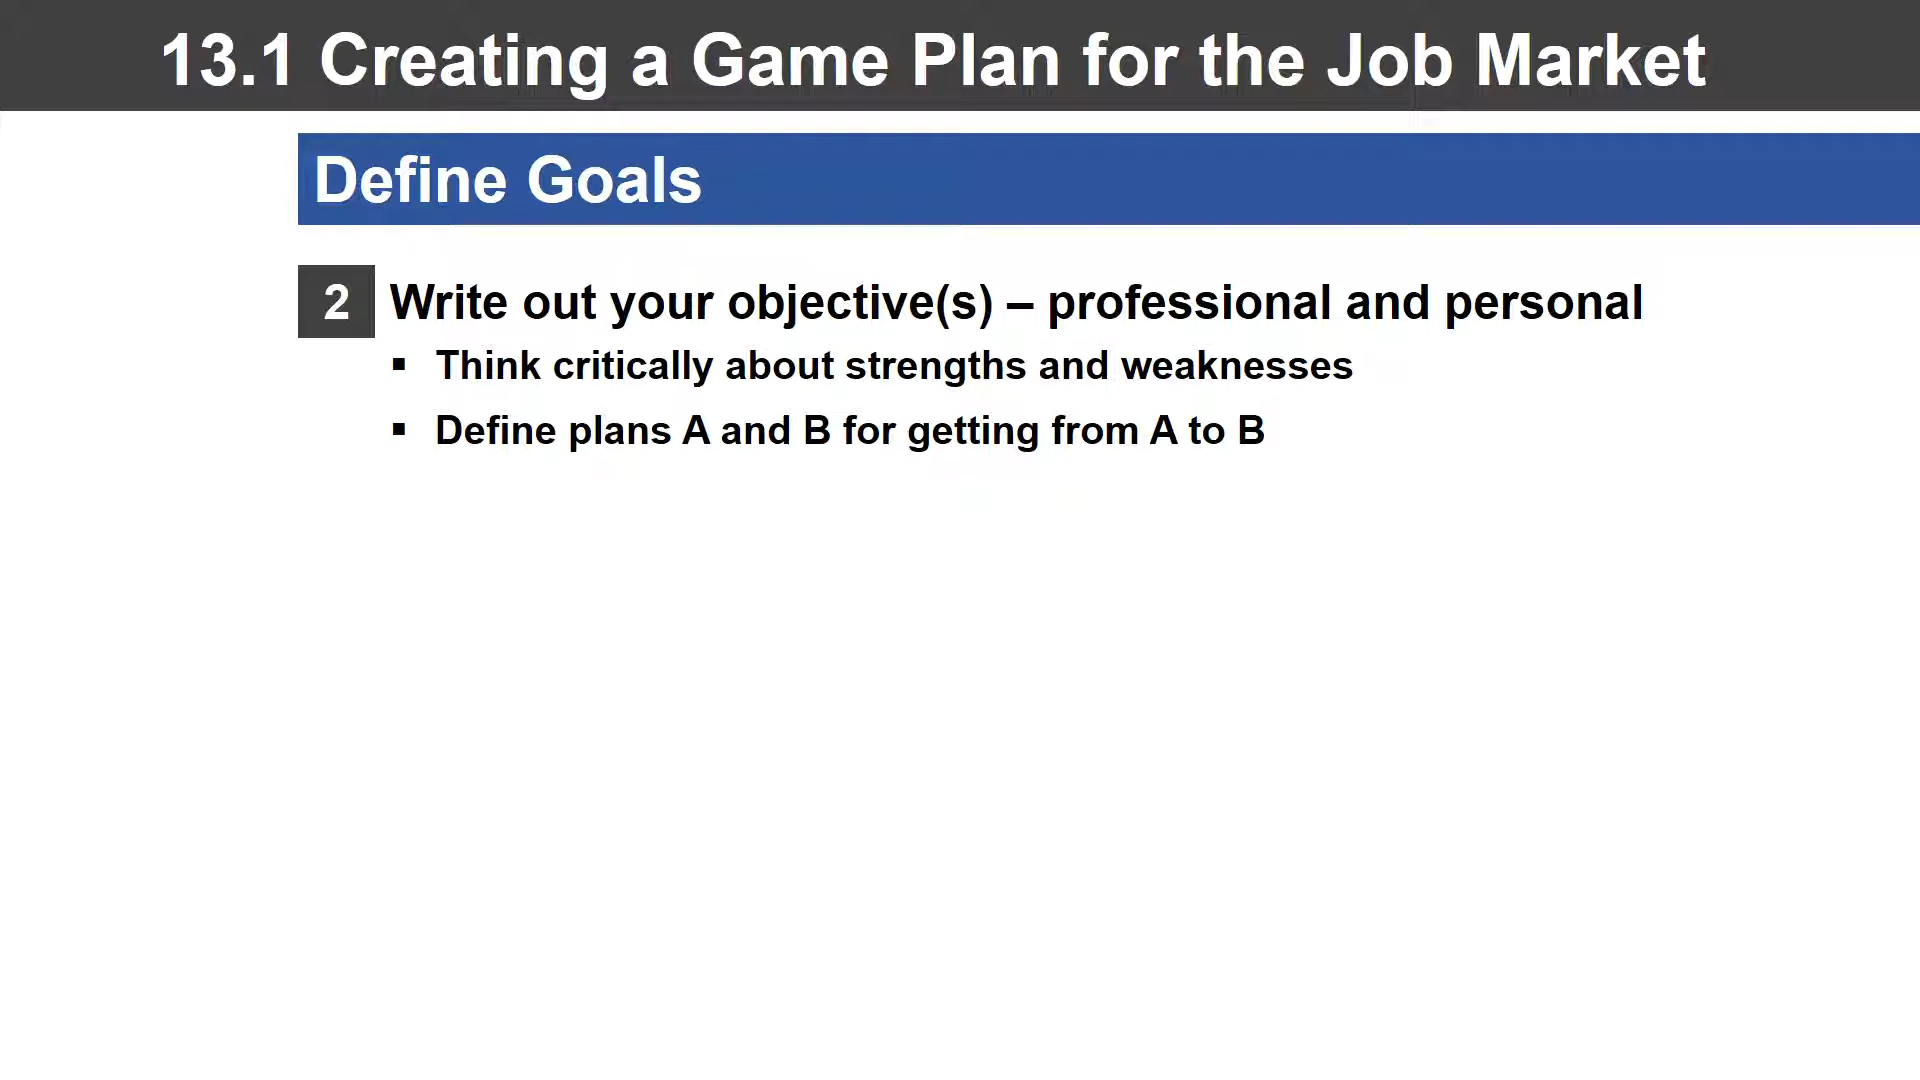 13.1 Creating a Game Plan for the Job Market
Define Goals
2 Write out your objective(s) – professional and personal
▪ Think critically about strengths and weaknesses
▪ Define plans A and B for getting from A to B